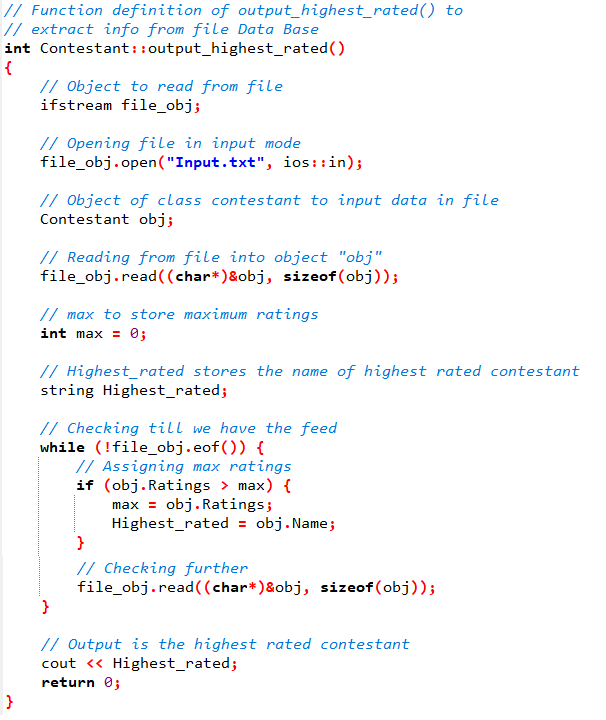 // Function definition of output_highest_rated() to
// extract info from file Data Base
int Contestant::output_highest_rated()
{
    // Object to read from file
    ifstream file_obj;

    // Opening file in input mode
    file_obj.open("Input.txt", ios::in);

    // Object of class contestant to input data in file
    Contestant obj;

    // Reading from file into object "obj"
    file_obj.read((char*)&obj, sizeof(obj));

    // max to store maximum ratings
    int max = 0;

    // Highest_rated stores the name of highest rated contestant
    string Highest_rated;

    // Checking till we have the feed
    while (!file_obj.eof()) {
        // Assigning max ratings
        if (obj.Ratings > max) {
            max = obj.Ratings;
            Highest_rated = obj.Name;
        }

        // Checking further
        file_obj.read((char*)&obj, sizeof(obj));
    }

    // Output is the highest rated contestant
    cout << Highest_rated;
    return 0;
}